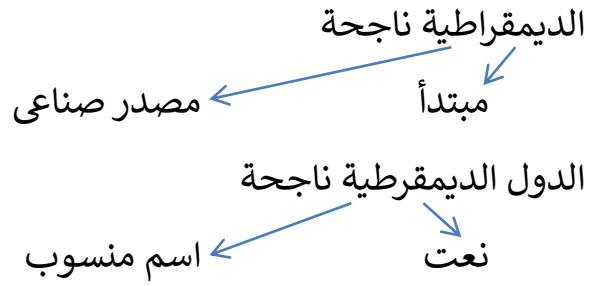 الديمقراطية ناجحة
مبتدأ مصدر صناعى
الدول الديمقرطية ناجحة
نعت اسم منسوب